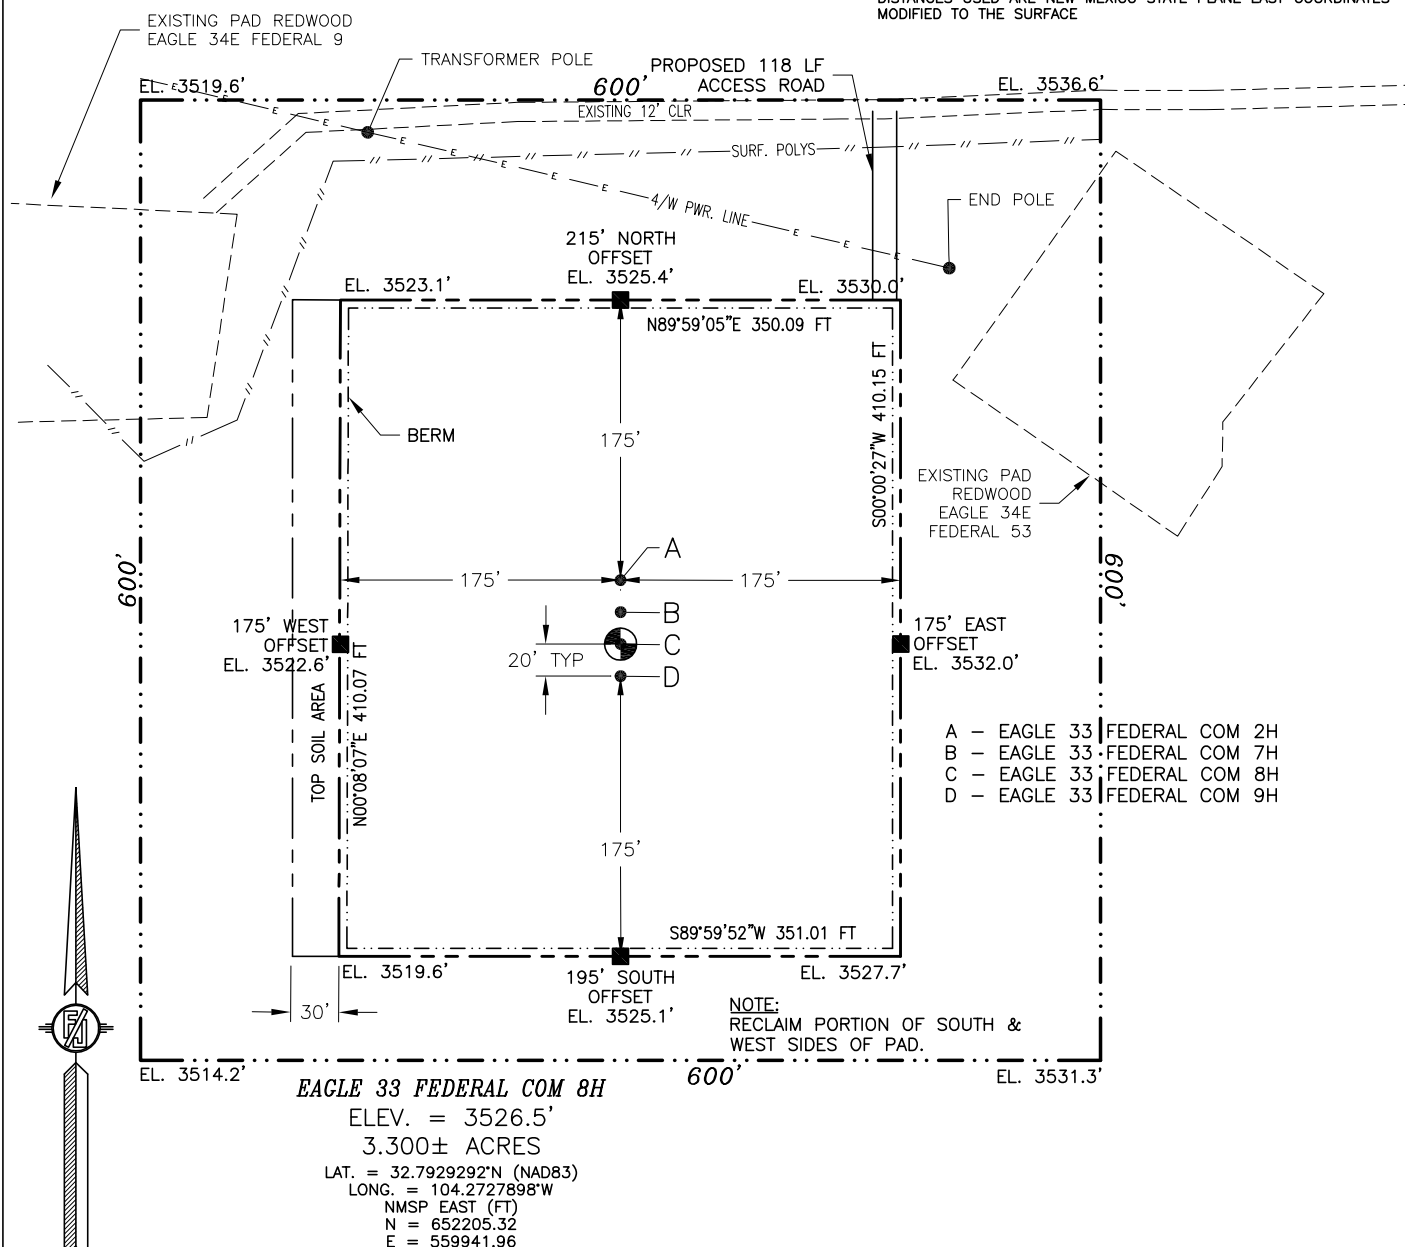 MODIFIED TO THE SURFACE
EXISTING PAD REDWOOD
EAGLE 34E FEDERAL 9
TRANSFORMER POLE
PROPOSED 118 LF
ACCESS ROAD
EL. 3519.6'
600'
EL. 3536.6'
EXISTING 12' CLR
SURF. POLYS
4/W PWR. LINE
END POLE
215' NORTH
OFFSET
EL. 3525.4'
EL. 3523.1'
EL. 3530.0'
N89°59'05"E 350.09 FT
S00°00'27"W 410.15 FT
175'
BERM
EXISTING PAD
REDWOOD
EAGLE 34E
FEDERAL 53
A
175'
175'
600'
600'
B
175' WEST
OFFSET
EL. 3522.6'
C
20' TYP
D
175' EAST
OFFSET
EL. 3532.0'
TOP SOIL AREA
N00°08'07"E 410.07 FT
A – EAGLE 33 FEDERAL COM 2H
B – EAGLE 33 FEDERAL COM 7H
C – EAGLE 33 FEDERAL COM 8H
D – EAGLE 33 FEDERAL COM 9H
175'
S89°59'52"W 351.01 FT
EL. 3519.6'
195' SOUTH
OFFSET
EL. 3525.1'
EL. 3527.7'
30'
NOTE:
RECLAIM PORTION OF SOUTH &
WEST SIDES OF PAD.
EL. 3514.2'
600'
EL. 3531.3'
EAGLE 33 FEDERAL COM 8H
ELEV. = 3526.5'
3.300± ACRES
LAT. = 32.7929292°N (NAD83)
LONG. = 104.2727898°W
NMSP EAST (FT)
N = 652205.32
E = 559941.96